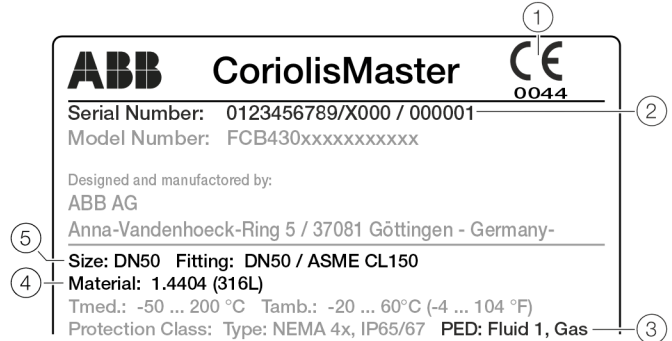 1
ABB CoriolisMaster CE
0044
Serial Number: 0123456789/X000 / 000001 2
Model Number: FCB430xxxxxxxxxxx
Designed and manufactored by:
ABB AG
Anna-Vandenhoeck-Ring 5 / 37081 Göttingen - Germany-
5 Size: DN50 Fitting: DN50 / ASME CL150
4 Material: 1.4404 (316L)
Tmed.: -50 ... 200 °C Tamb.: -20 ... 60°C (-4 ... 104 °F)
Protection Class: Type: NEMA 4x, IP65/67 PED: Fluid 1, Gas 3